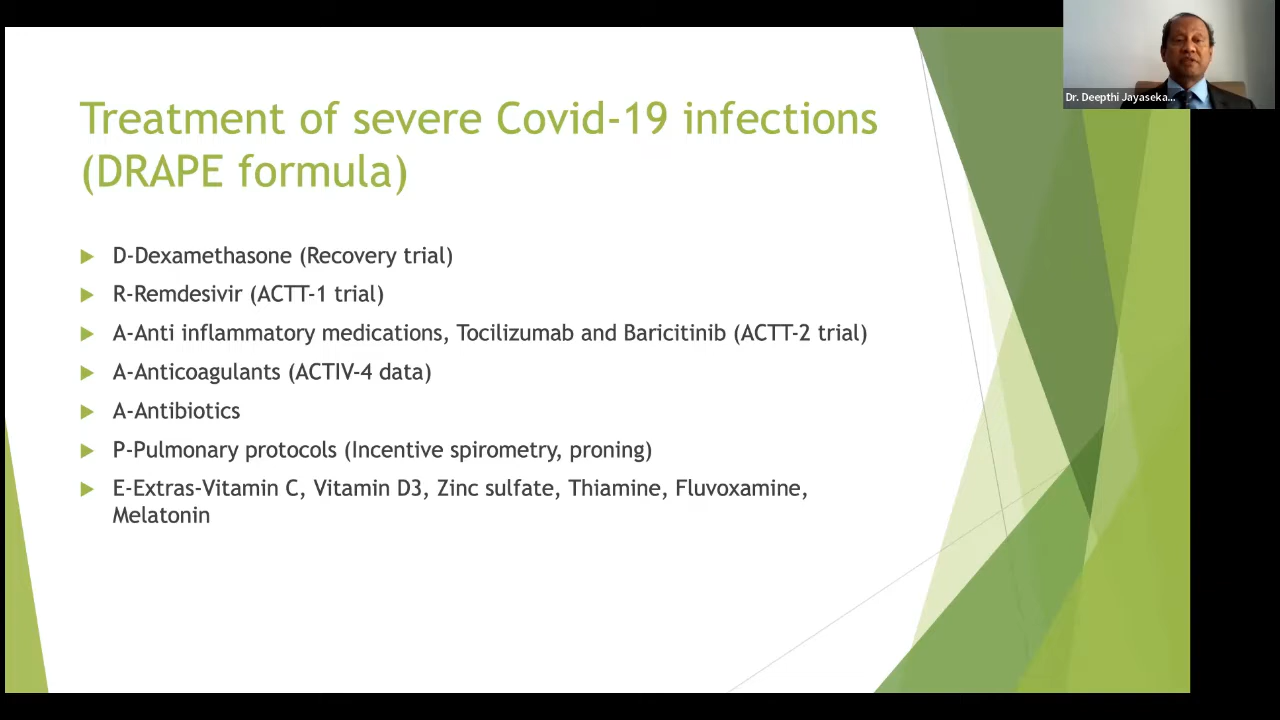 Dr. Deepthi Jayaseka...
Treatment of severe Covid-19 infections
(DRAPE formula)
D-Dexamethasone (Recovery trial)
R-Remdesivir (ACTT-1 trial)
A-Anti inflammatory medications, Tocilizumab and Baricitinib (ACTT-2 trial)
A-Anticoagulants (ACTIV-4 data)
A-Antibiotics
P-Pulmonary protocols (Incentive spirometry, proning)
E-Extras-Vitamin C, Vitamin D3, Zinc sulfate, Thiamine, Fluvoxamine,
Melatonin